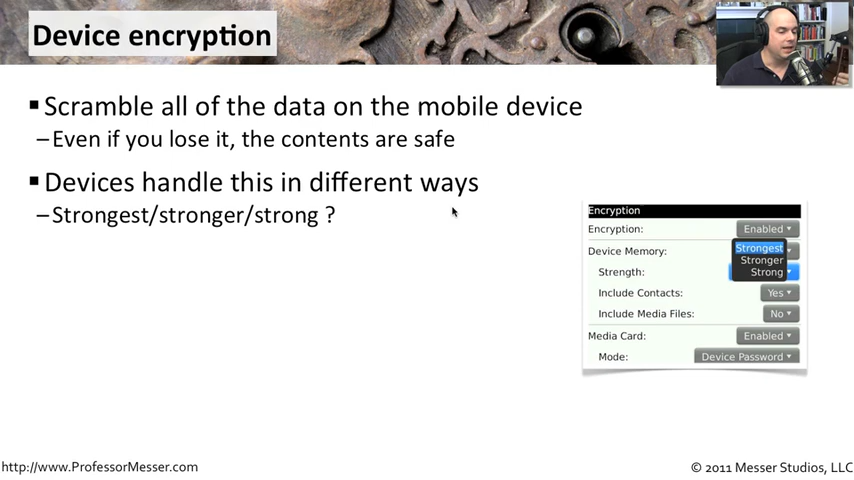 Device encryption
▪Scramble all of the data on the mobile device
–Even if you lose it, the contents are safe
▪Devices handle this in different ways
–Strongest/stronger/strong ?
Encryption
Encryption: Enabled
Device Memory:
Strongest
Stronger
Strong
Strength:
Include Contacts: Yes
Include Media Files: No
Media Card: Enabled
Mode: Device Password
http://www.ProfessorMesser.com
© 2011 Messer Studios, LLC